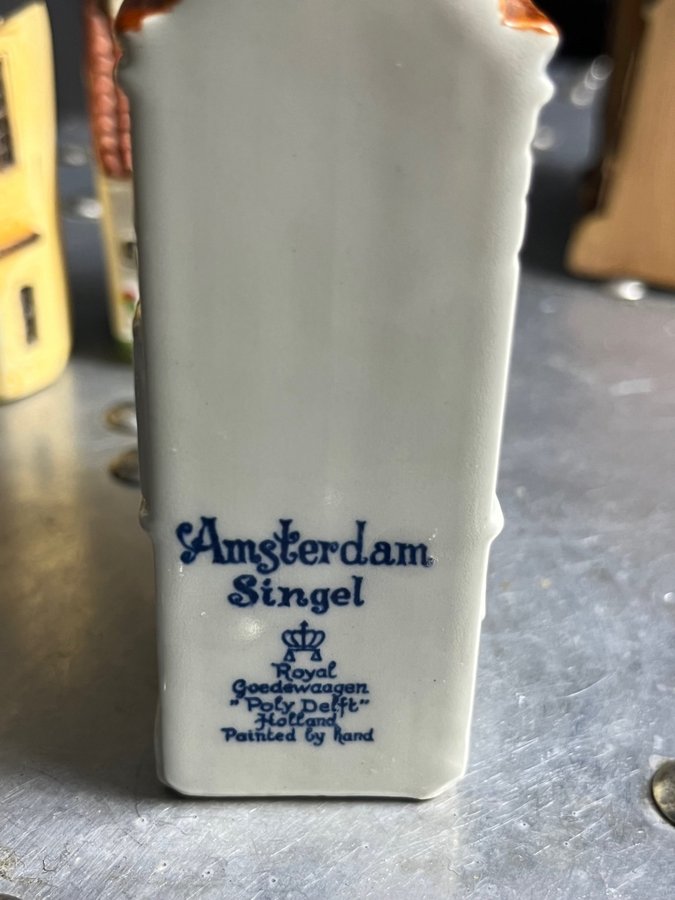 Amsterdam
Singel
Royal
Goedewaagen
"Poly Delft"
Holland
Painted by hand